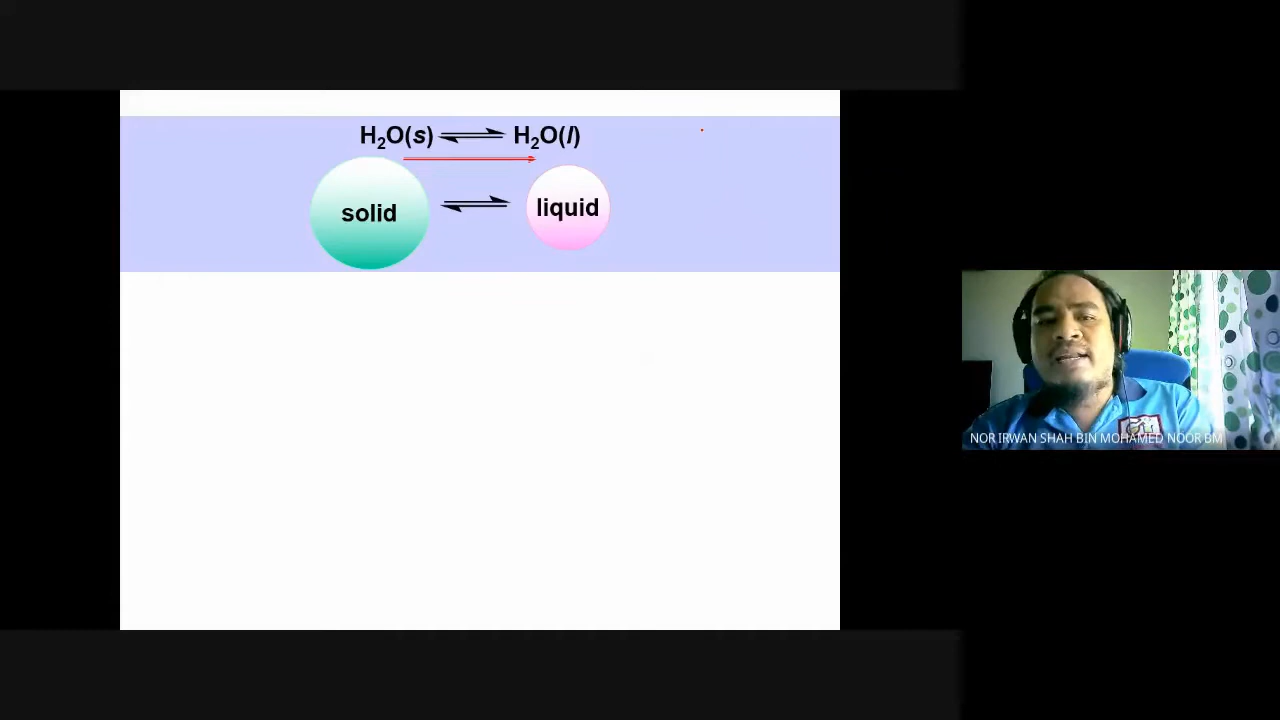 H₂O(s) ⇌ H₂O(l)
solid ⇌ liquid
NOR IRWAN SHAH BIN MOHAMED NOOR BM